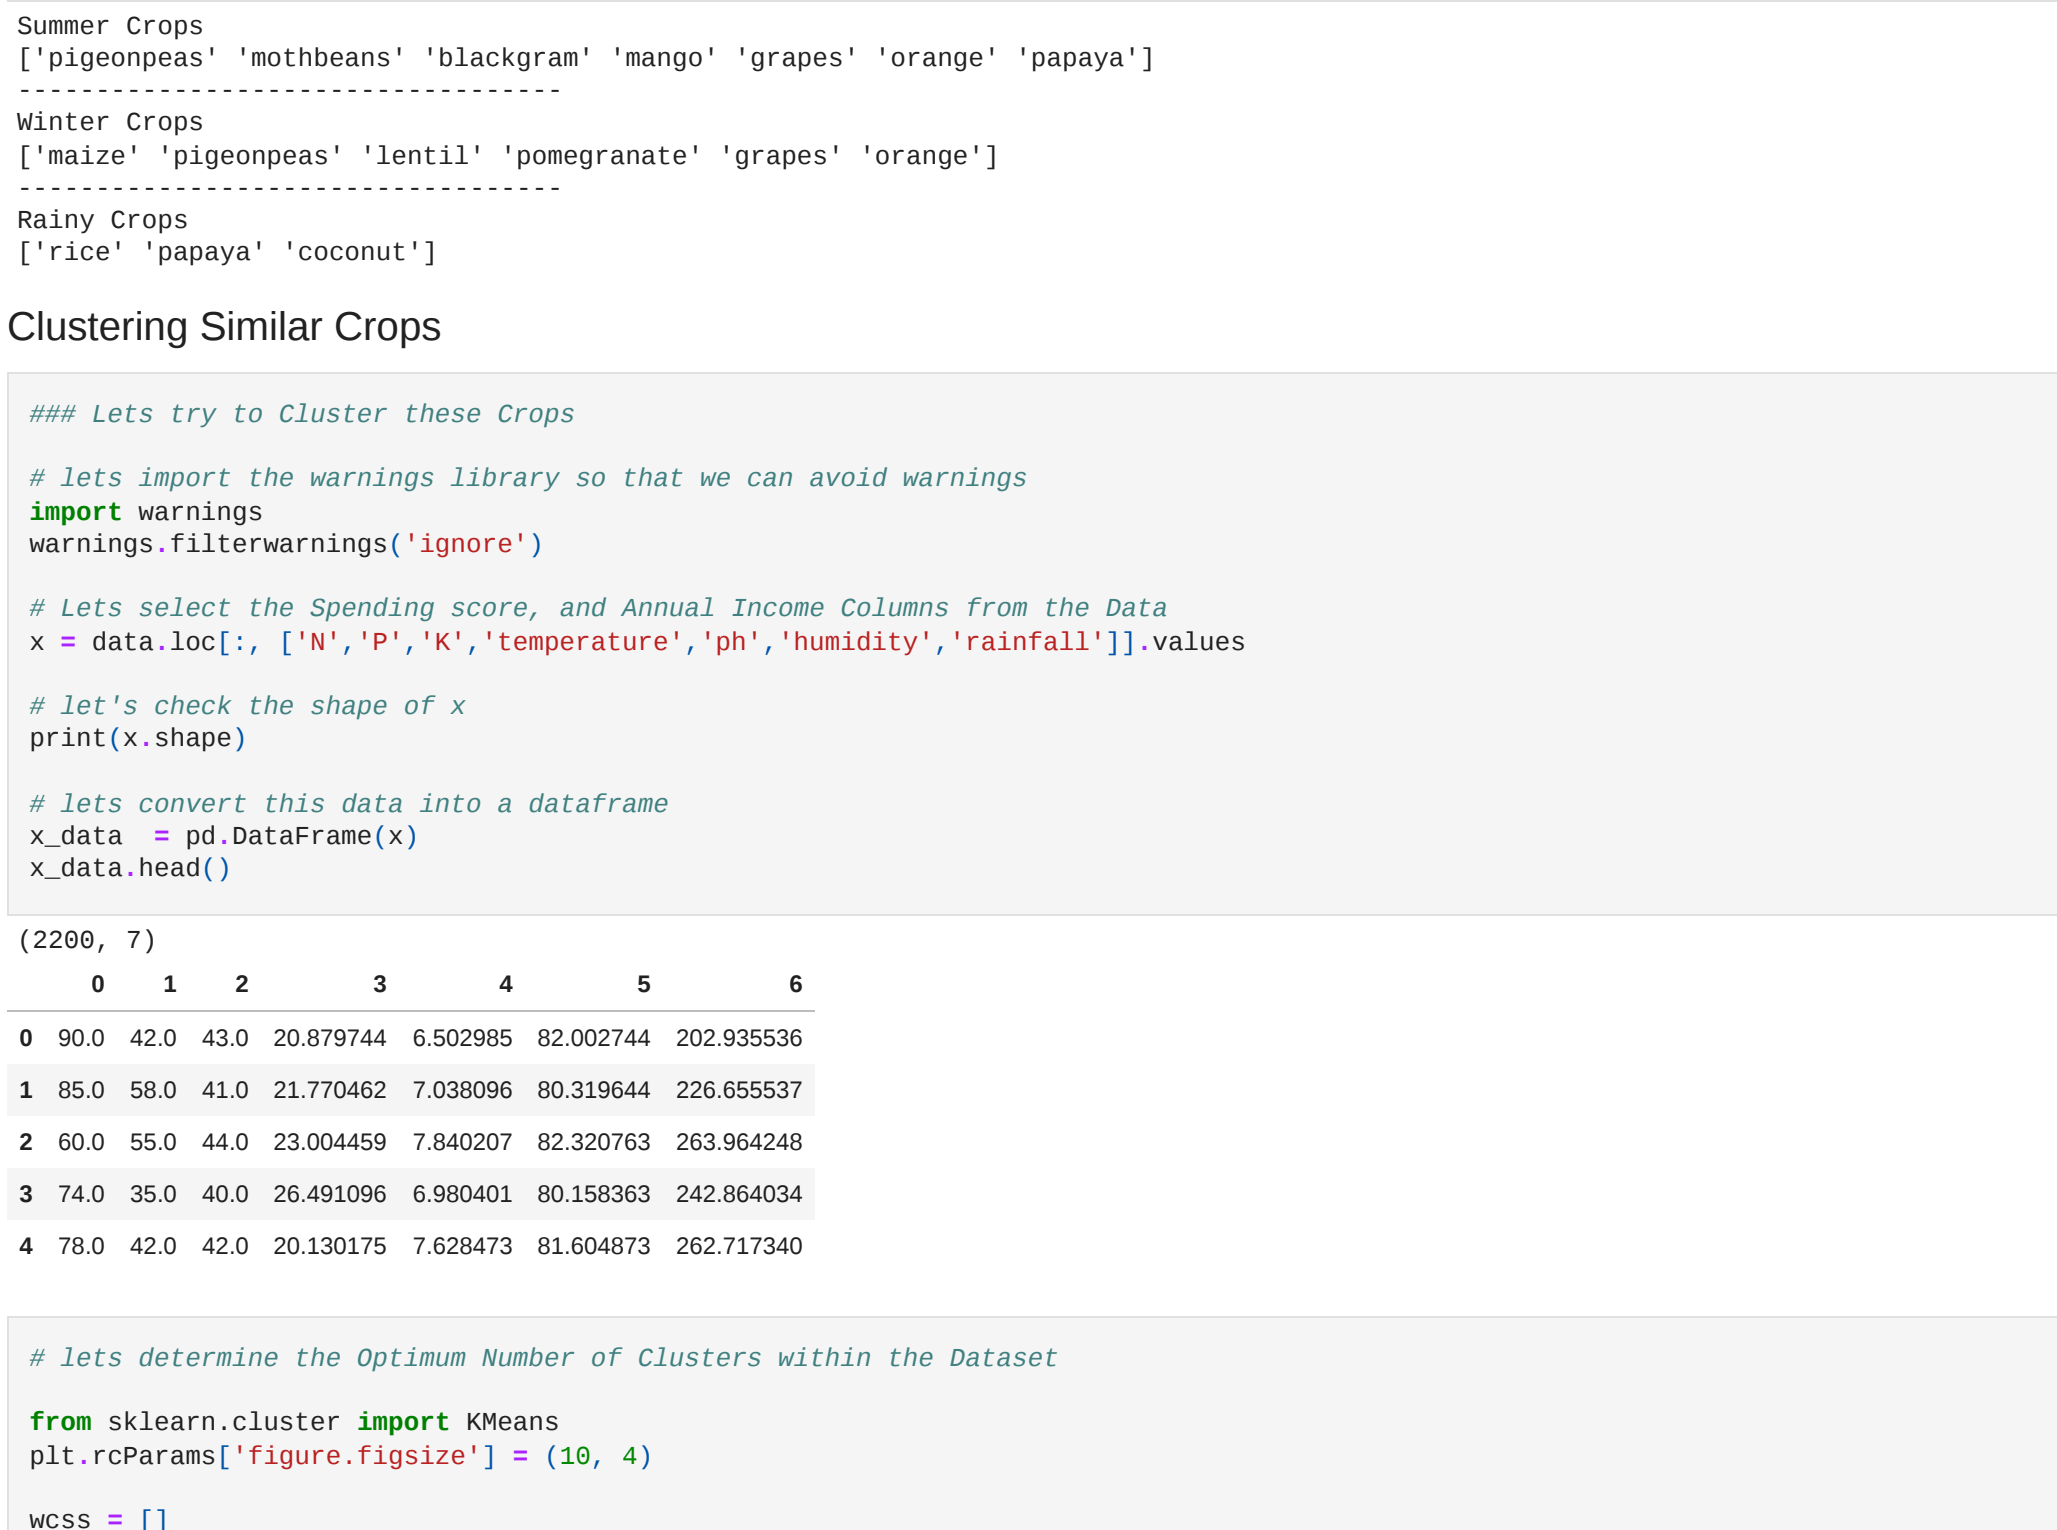 Summer Crops
['pigeonpeas' 'mothbeans' 'blackgram' 'mango' 'grapes' 'orange' 'papaya']
-----------------------------------
Winter Crops
['maize' 'pigeonpeas' 'lentil' 'pomegranate' 'grapes' 'orange']
-----------------------------------
Rainy Crops
['rice' 'papaya' 'coconut']
Clustering Similar Crops
### Lets try to Cluster these Crops
# lets import the warnings library so that we can avoid warnings
import warnings
warnings.filterwarnings('ignore')
# Lets select the Spending score, and Annual Income Columns from the Data
x = data.loc[:, ['N','P','K','temperature','ph','humidity','rainfall']].values
# let's check the shape of x
print(x.shape)
# lets convert this data into a dataframe
x_data  = pd.DataFrame(x)
x_data.head()
(2200, 7)
0 1 2 3 4 5 6
0 90.0 42.0 43.0 20.879744 6.502985 82.002744 202.935536
1 85.0 58.0 41.0 21.770462 7.038096 80.319644 226.655537
2 60.0 55.0 44.0 23.004459 7.840207 82.320763 263.964248
3 74.0 35.0 40.0 26.491096 6.980401 80.158363 242.864034
4 78.0 42.0 42.0 20.130175 7.628473 81.604873 262.717340
# lets determine the Optimum Number of Clusters within the Dataset
from sklearn.cluster import KMeans
plt.rcParams['figure.figsize'] = (10, 4)
wcss = []